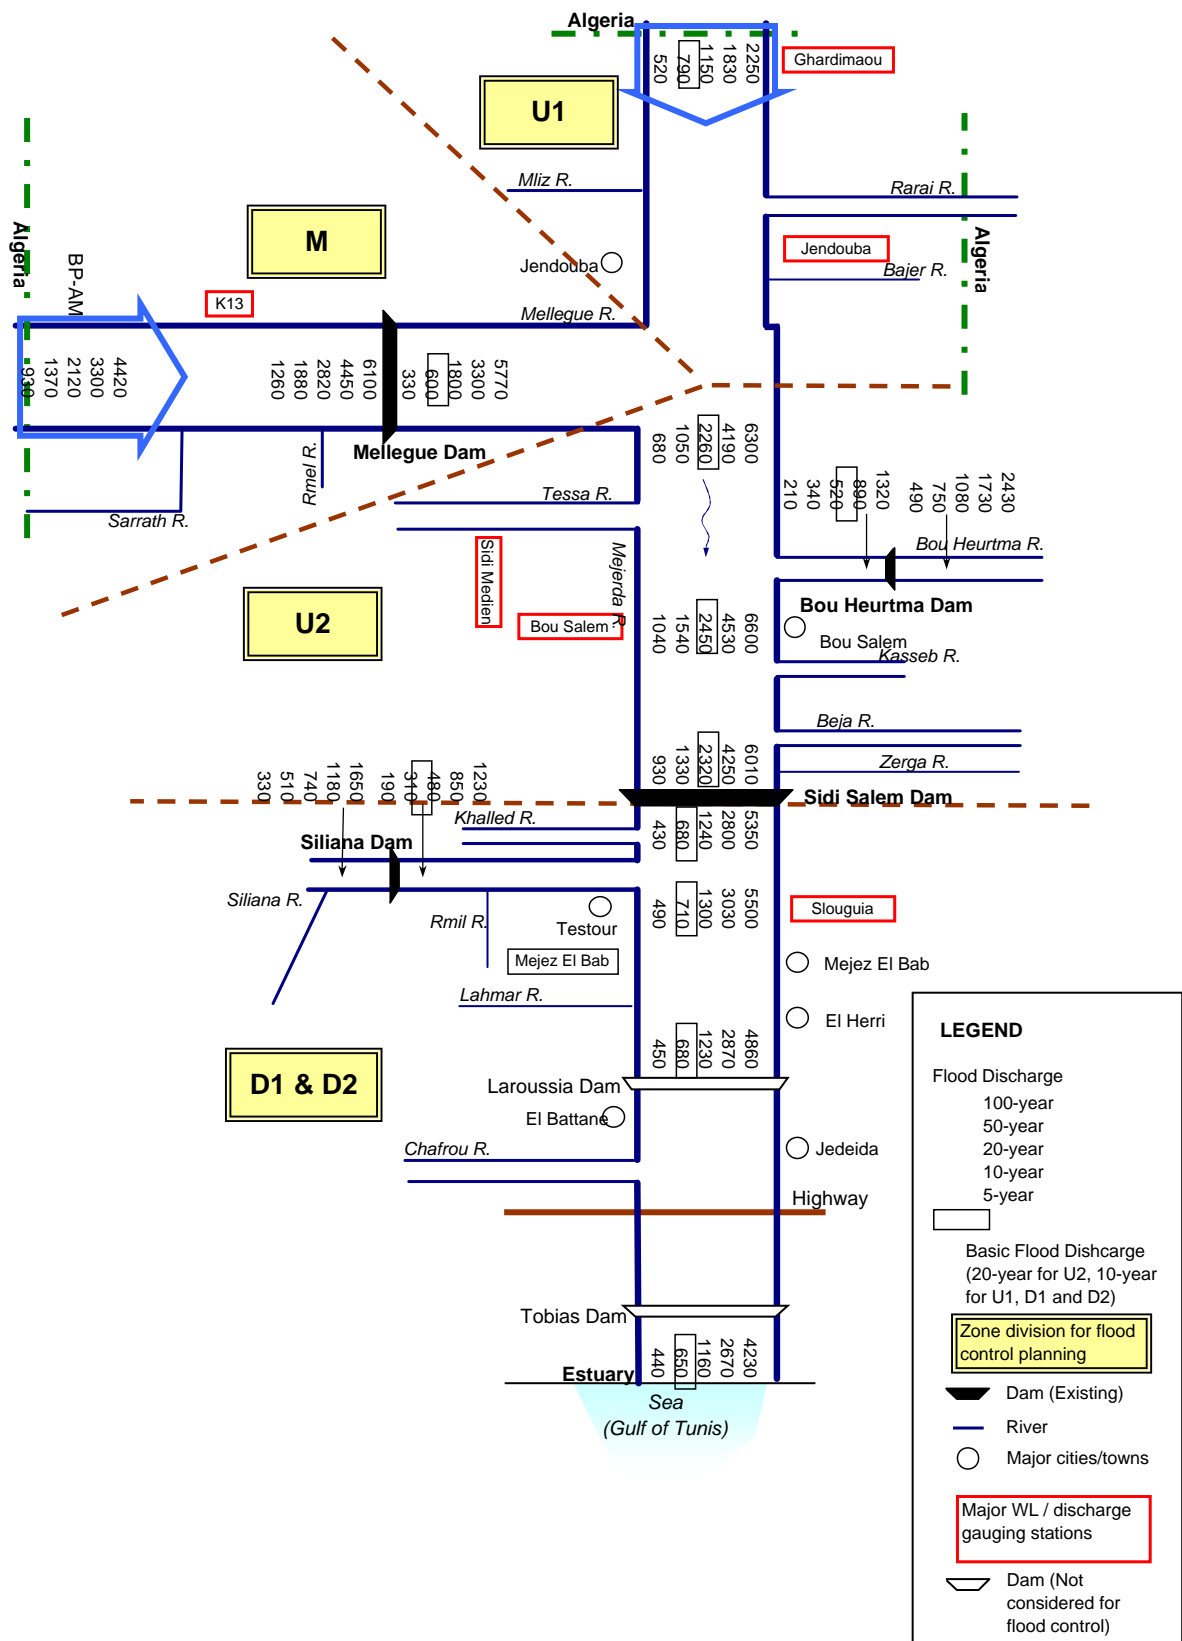 Algeria
2250
1830
1150
790
520
Ghardimaou
U1
Mliz R.
Rarai R.
Algeria
M
Algeria
Jendouba
Jendouba
Bajer R.
BP-AM
K13
Mellegue R.
4420
3300
2120
1370
930
6100
4450
2820
1880
1260
5770
3300
1800
600
330
Mellegue Dam
6300
4190
2260
1050
680
Rmel R.
Sarrath R.
Tessa R.
2430
1730
1080
750
490
1320
890
520
340
210
Bou Heurtma R.
Sidi Medien
Mejerda R.
Bou Heurtma Dam
U2
Bou Salem
6600
4530
2450
1540
1040
Bou Salem
Kasseb R.
Beja R.
6010
4250
2320
1330
930
Zerga R.
1230
850
480
310
190
1650
1180
740
510
330
Sidi Salem Dam
Khalled R.
5350
2800
1240
680
430
Siliana Dam
Siliana R.
Rmil R.
Testour
5500
3030
1300
710
490
Slouguia
Mejez El Bab
Mejez El Bab
Lahmar R.
El Herri
4860
2870
1230
680
450
D1 & D2
Laroussia Dam
El Battane
Chafrou R.
Jedeida
Highway
Tobias Dam
4230
2670
1160
650
440
Estuary
Sea
(Gulf of Tunis)
LEGEND
Flood Discharge
100-year
50-year
20-year
10-year
5-year
Basic Flood Dishcarge
(20-year for U2, 10-year
for U1, D1 and D2)
Zone division for flood
control planning
Dam (Existing)
River
Major cities/towns
Major WL / discharge
gauging stations
Dam (Not
considered for
flood control)